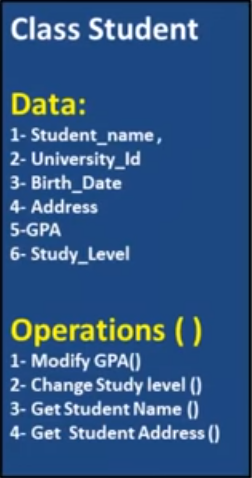 Class Student
Data:
1- Student_name ,
2- University_Id
3- Birth_Date
4- Address
5-GPA
6- Study_Level
Operations ( )
1- Modify GPA()
2- Change Study level ()
3- Get Student Name ()
4- Get Student Address ()